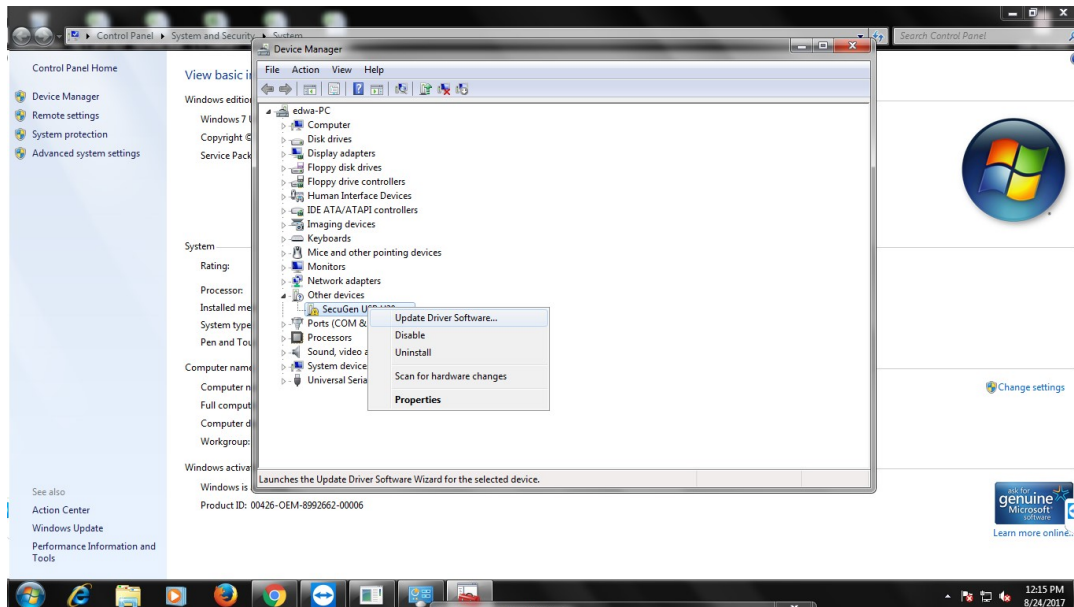 Control Panel
System and Security
System
Search Control Panel
Device Manager
Control Panel Home
Device Manager
Remote settings
System protection
Advanced system settings
See also
Action Center
Windows Update
Performance Information and
Tools
View basic i
Windows edition
Windows 7
Copyright ©
Service Pack
System
Rating:
Processor:
Installed me
System type
Pen and Tou
Computer name
Computer n
Full comput
Computer d
Workgroup:
Windows activa
Windows is
Product ID: 00426-OEM-8992662-00006
File Action View Help
edwa-PC
Computer
Disk drives
Display adapters
Floppy disk drives
Floppy drive controllers
Human Interface Devices
IDE ATA/ATAPI controllers
Imaging devices
Keyboards
Mice and other pointing devices
Monitors
Network adapters
Other devices
SecuGen
Ports (COM &
Processors
Sound, video a
System device
Universal Seria
Update Driver Software...
Disable
Uninstall
Scan for hardware changes
Properties
Launches the Update Driver Software Wizard for the selected device.
Change settings
ask for
genuine
Microsoft
software
Learn more online..
12:15 PM
8/24/2017